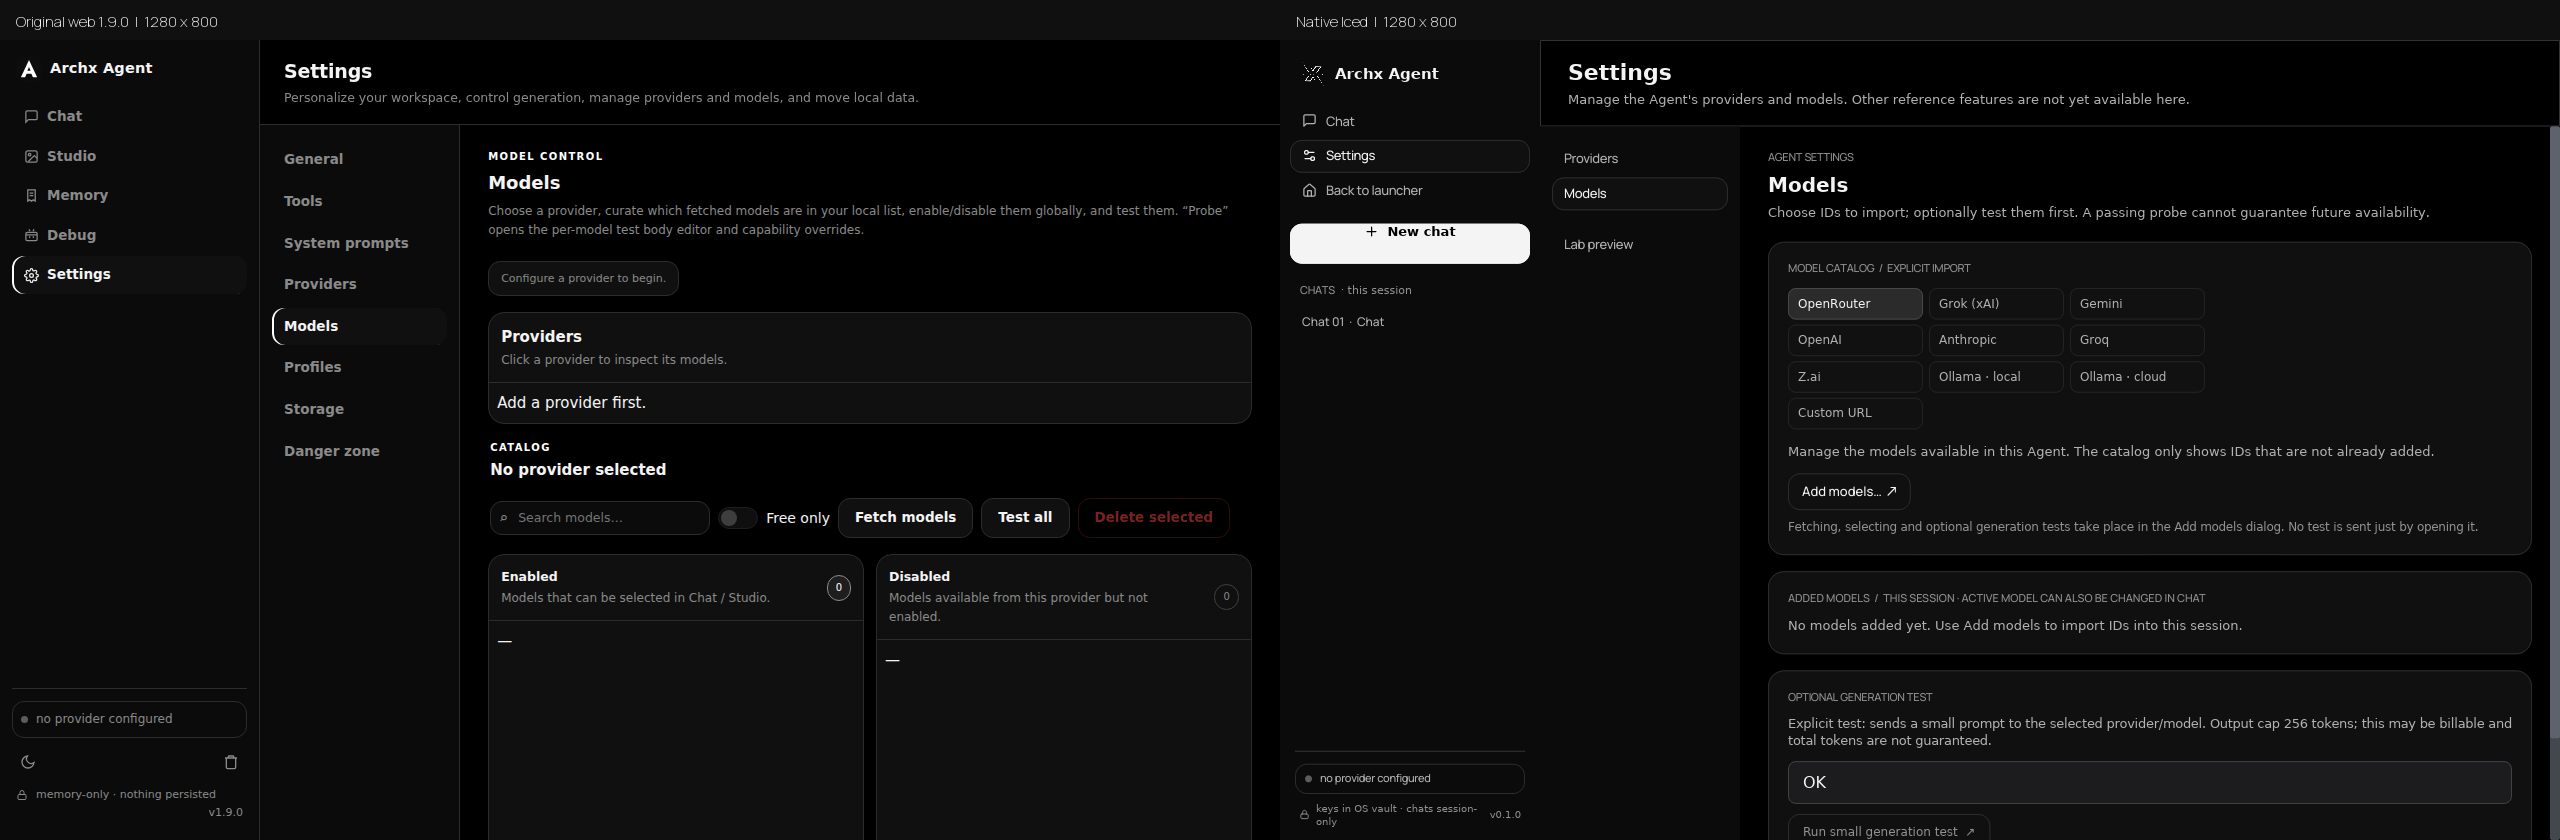 Original web 1.9.0 | 1280 x 800
Archx Agent
Chat
Studio
Memory
Debug
Settings
no provider configured
memory-only · nothing persisted
v1.9.0
Settings
Personalize your workspace, control generation, manage providers and models, and move local data.
General
Tools
System prompts
Providers
Models
Profiles
Storage
Danger zone
MODEL CONTROL
Models
Choose a provider, curate which fetched models are in your local list, enable/disable them globally, and test them. “Probe”
opens the per-model test body editor and capability overrides.
Configure a provider to begin.
Providers
Click a provider to inspect its models.
Add a provider first.
CATALOG
No provider selected
Search models...
Free only
Fetch models
Test all
Delete selected
Enabled
Models that can be selected in Chat / Studio.
0
—
Disabled
Models available from this provider but not
enabled.
0
—
Native Iced | 1280 x 800
Archx Agent
Chat
Settings
Back to launcher
+ New chat
CHATS · this session
Chat 01 · Chat
no provider configured
keys in OS vault · chats session-
only
v0.1.0
Settings
Manage the Agent's providers and models. Other reference features are not yet available here.
Providers
Models
Lab preview
AGENT SETTINGS
Models
Choose IDs to import; optionally test them first. A passing probe cannot guarantee future availability.
MODEL CATALOG / EXPLICIT IMPORT
OpenRouter
Grok (xAI)
Gemini
OpenAI
Anthropic
Groq
Z.ai
Ollama · local
Ollama · cloud
Custom URL
Manage the models available in this Agent. The catalog only shows IDs that are not already added.
Add models... ↗
Fetching, selecting and optional generation tests take place in the Add models dialog. No test is sent just by opening it.
ADDED MODELS / THIS SESSION · ACTIVE MODEL CAN ALSO BE CHANGED IN CHAT
No models added yet. Use Add models to import IDs into this session.
OPTIONAL GENERATION TEST
Explicit test: sends a small prompt to the selected provider/model. Output cap 256 tokens; this may be billable and
total tokens are not guaranteed.
OK
Run small generation test ↗